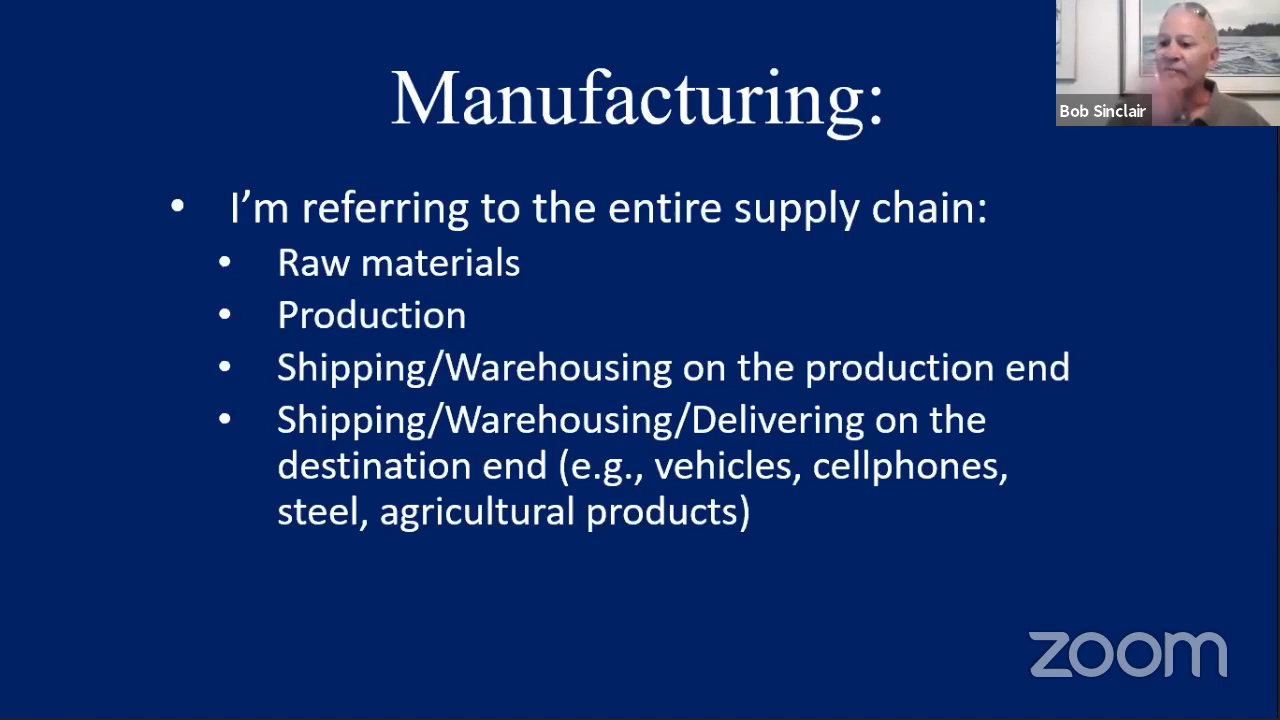 Manufacturing:
Bob Sinclair
• I’m referring to the entire supply chain:
• Raw materials
• Production
• Shipping/Warehousing on the production end
• Shipping/Warehousing/Delivering on the
destination end (e.g., vehicles, cellphones,
steel, agricultural products)
zoom